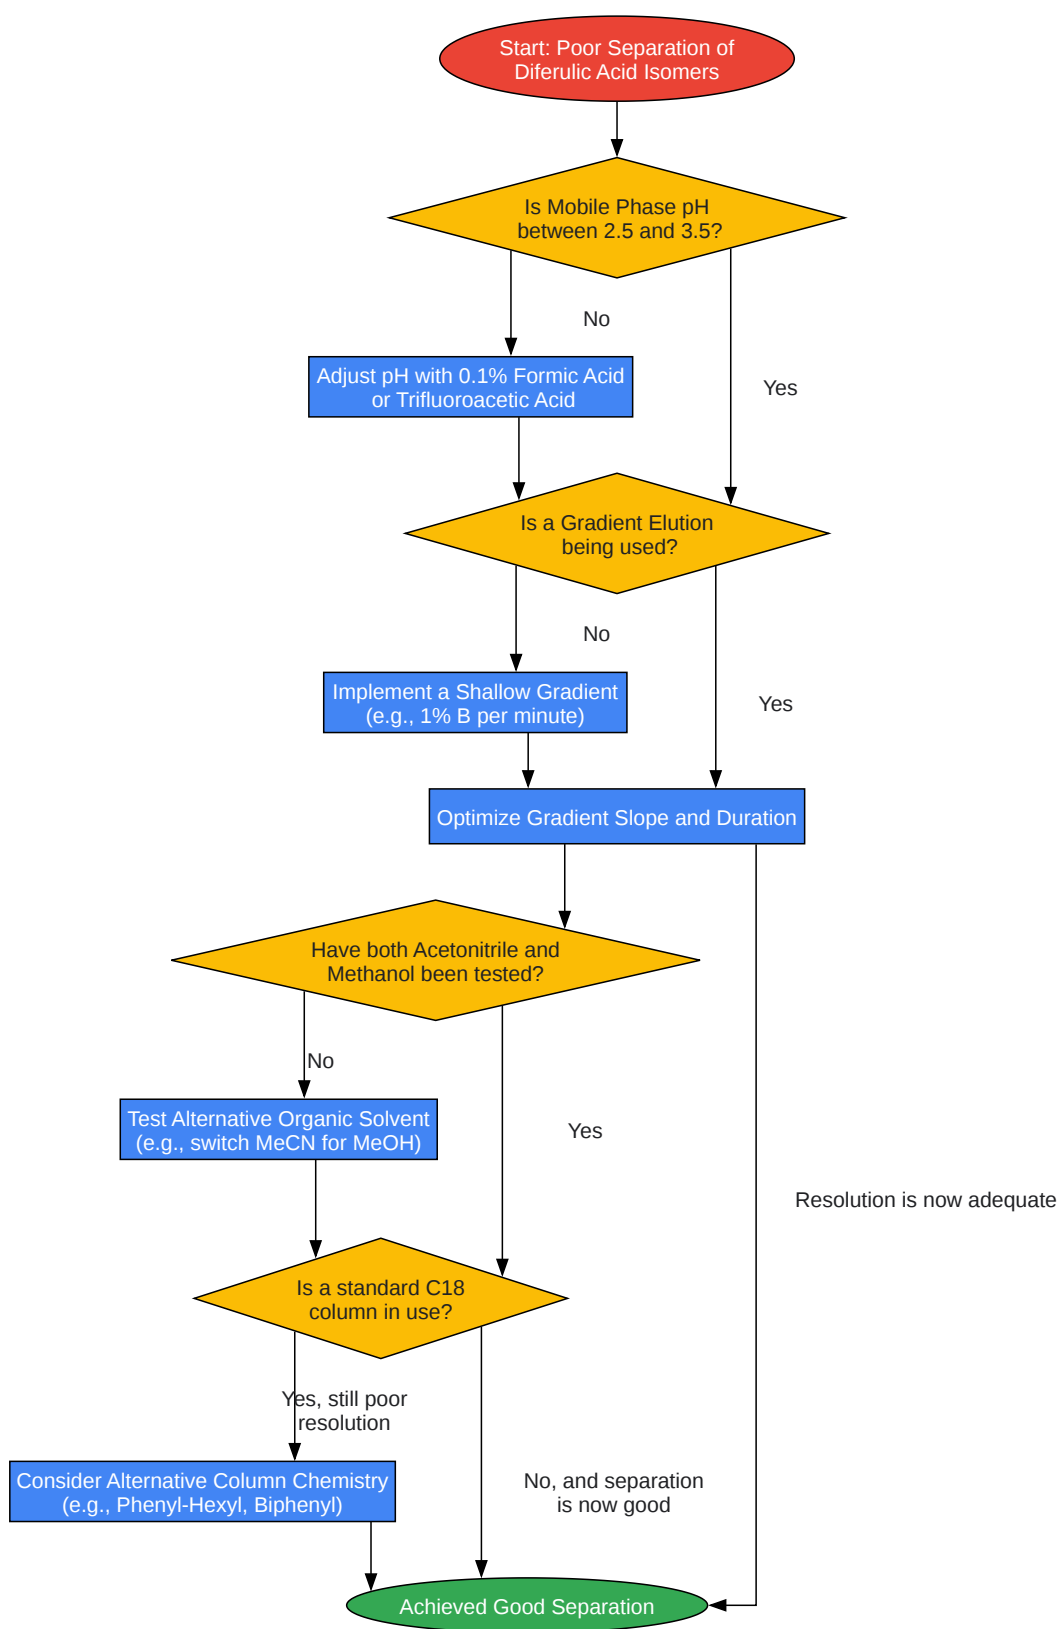 Start: Poor Separation of
Diferulic Acid Isomers
Is Mobile Phase pH
between 2.5 and 3.5?
No
Adjust pH with 0.1% Formic Acid
or Trifluoroacetic Acid
Yes
Is a Gradient Elution
being used?
No
Implement a Shallow Gradient
(e.g., 1% B per minute)
Yes
Optimize Gradient Slope and Duration
Have both Acetonitrile and
Methanol been tested?
No
Test Alternative Organic Solvent
(e.g., switch MeCN for MeOH)
Yes
Resolution is now adequate
Is a standard C18
column in use?
Yes, still poor
resolution
Consider Alternative Column Chemistry
(e.g., Phenyl-Hexyl, Biphenyl)
No, and separation
is now good
Achieved Good Separation